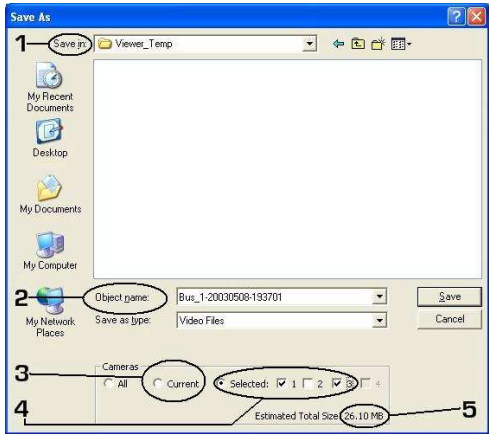 Save As
1 Save in: Viewer_Temp
My Recent
Documents
Desktop
My Documents
My Computer
2 Object name: Bus_1-20030508-193701 Save
My Network
Places
Save as type: Video Files Cancel
Cameras
3 All Current Selected: 1 2 3 4
4 Estimated Total Size: 26.10 MB 5